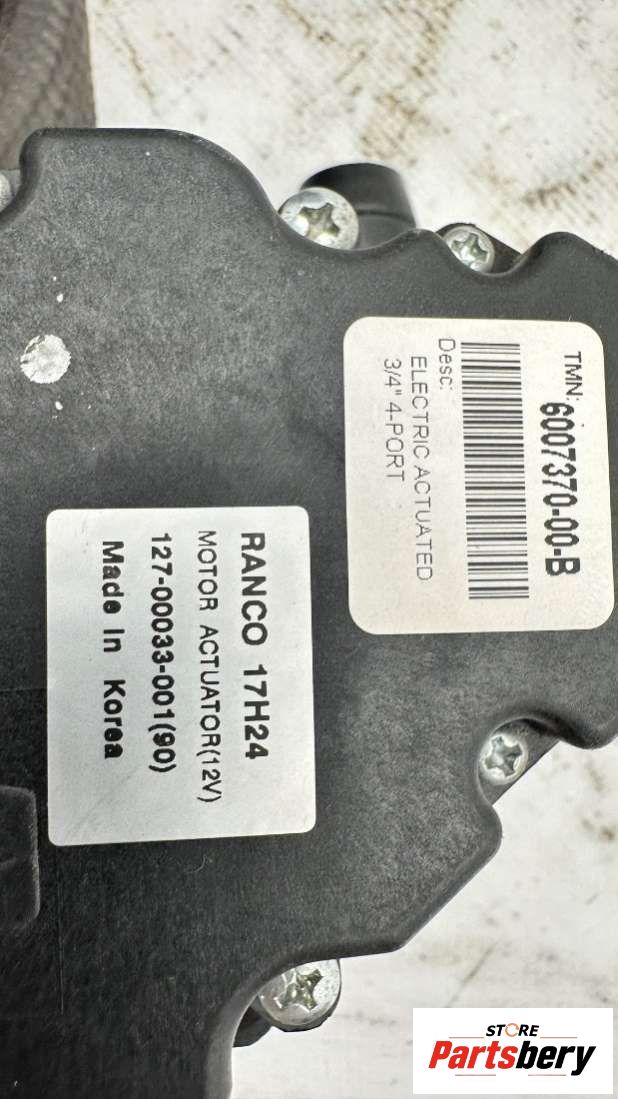 TMN: 6007370-00-B
Desc:
ELECTRIC ACTUATED
3/4" 4-PORT
RANCO 17H24
MOTOR ACTUATOR(12V)
127-00033-001(90)
Made In Korea
STORE
Partsbery